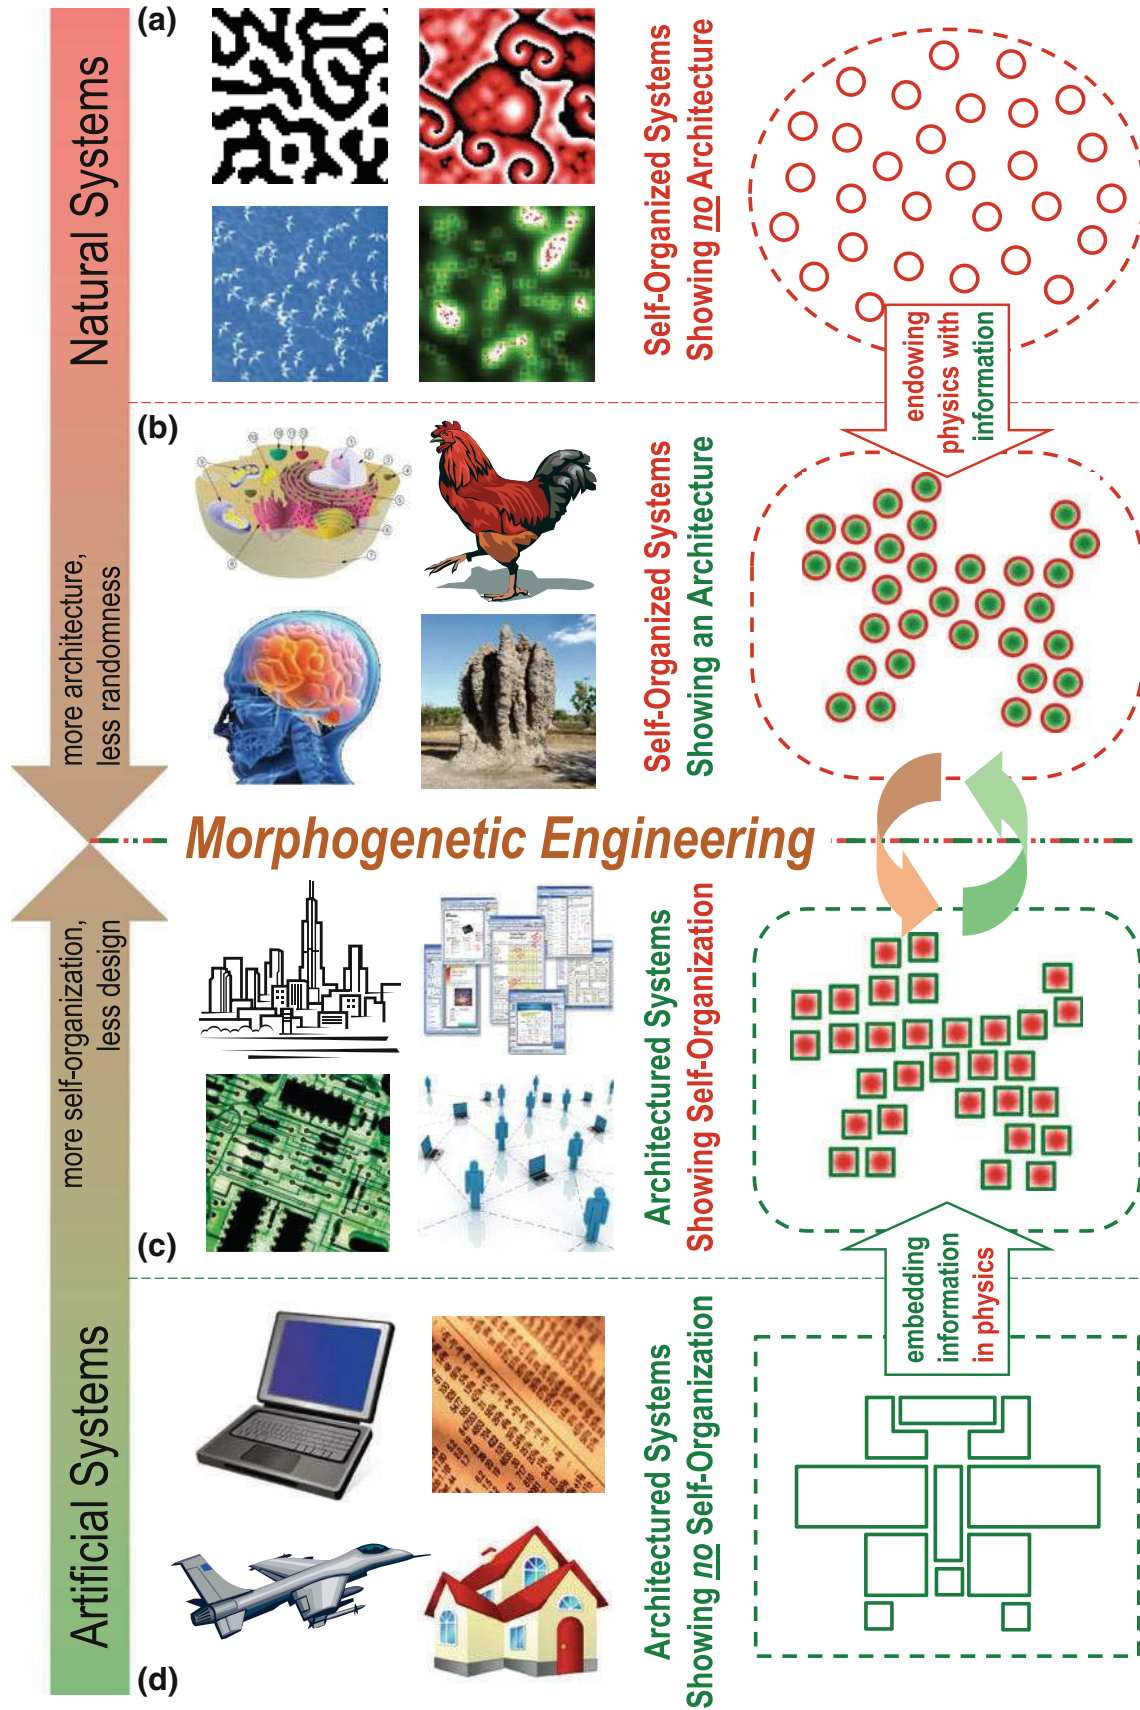 (a)
Natural Systems
Self-Organized Systems
Showing no Architecture
endowing
physics with
information
(b)
more architecture,
less randomness
Self-Organized Systems
Showing an Architecture
Morphogenetic Engineering
more self-organization,
less design
Architectured Systems
Showing Self-Organization
(c)
embedding
information
in physics
Artificial Systems
Architectured Systems
Showing no Self-Organization
(d)